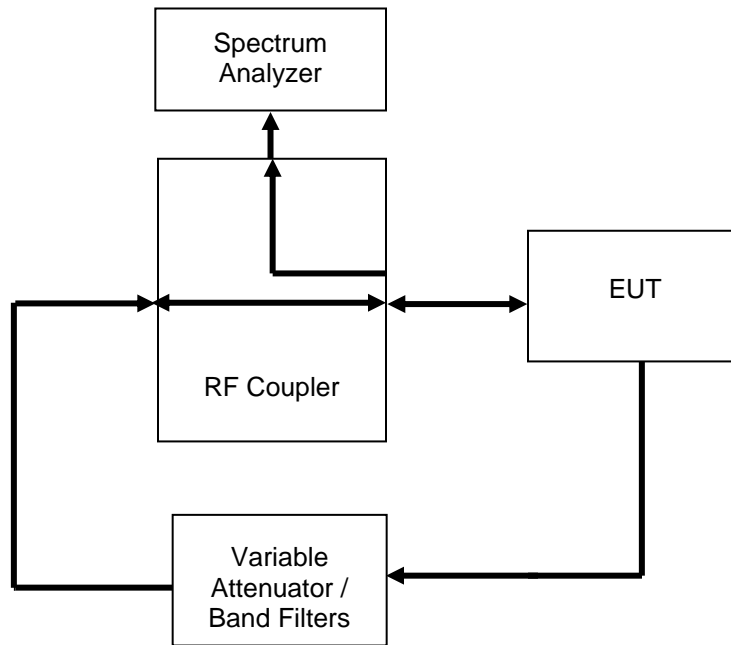 Spectrum
Analyzer
EUT
RF Coupler
Variable
Attenuator /
Band Filters